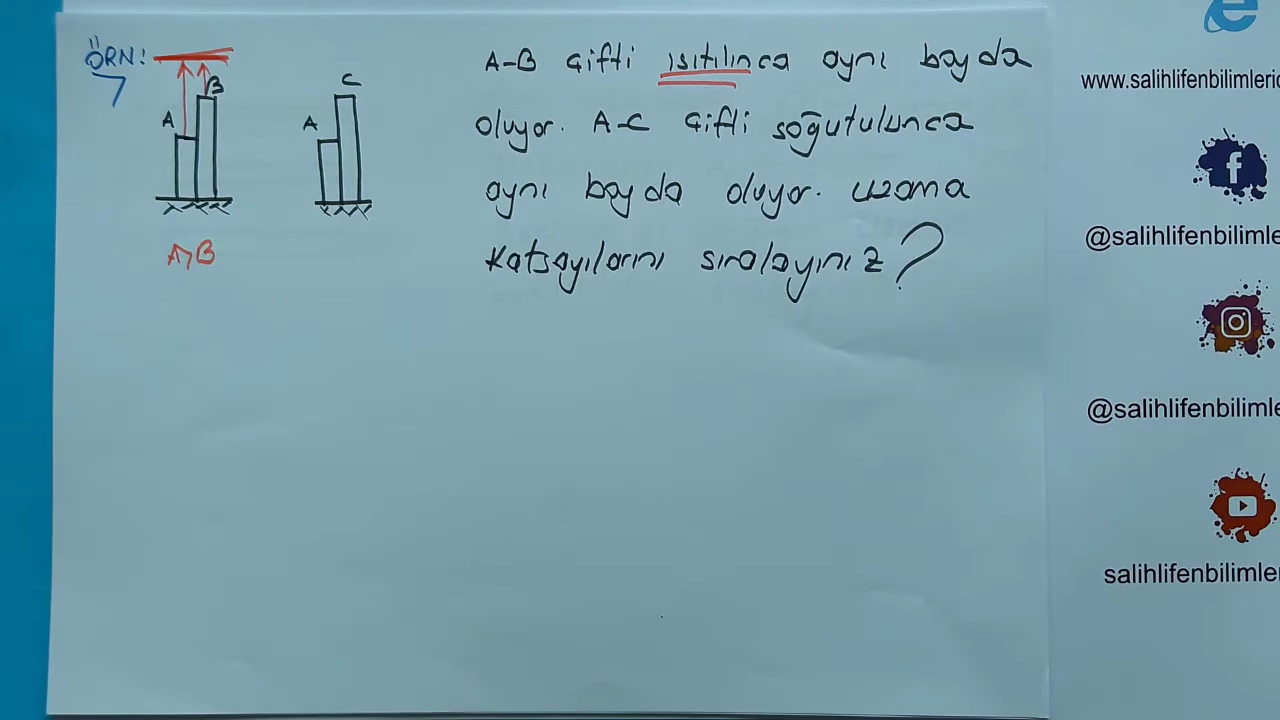 ÖRN:
7
A
B
A>B
A
C
A-B çifti ısıtılınca aynı boyda
oluyor. A-C çifti soğutulunca
aynı boyda oluyor. uzama
katsayılarını sıralayınız?
www.salihlifenbilimleric
@salihlifenbilimle
@salihlifenbilimle
salihlifenbilimle